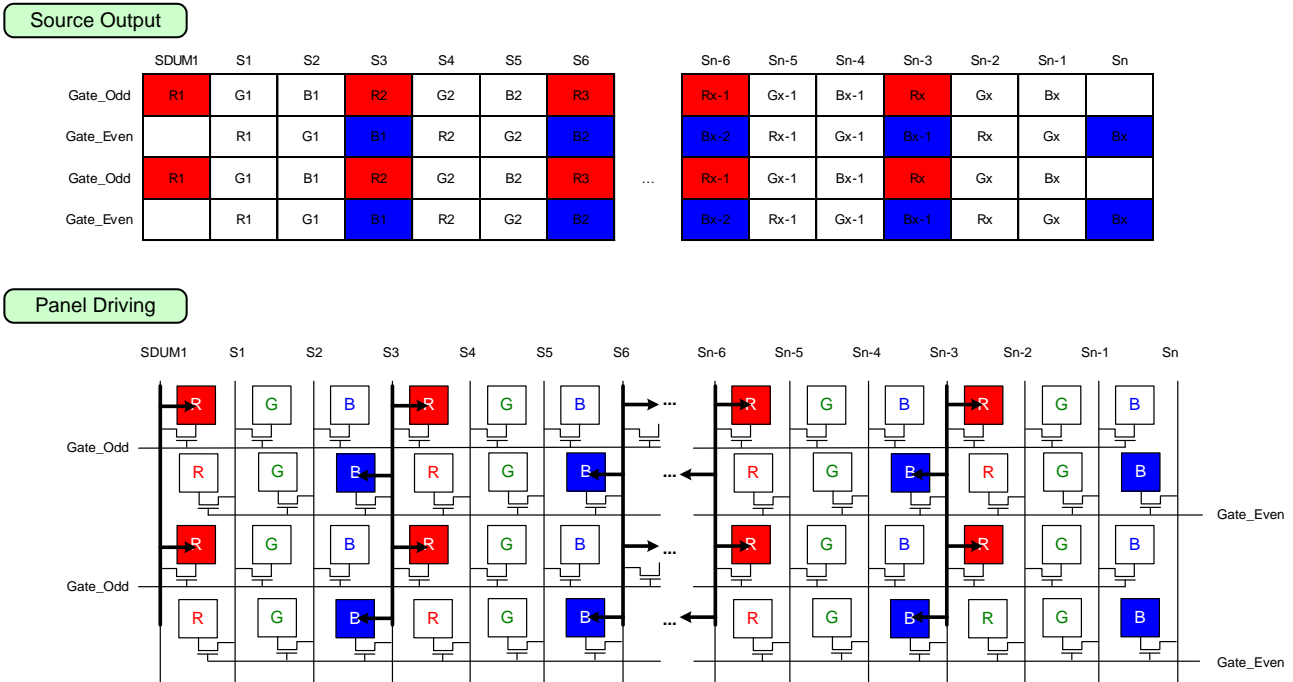 Source Output
SDUM1 S1 S2 S3 S4 S5 S6 Sn-6 Sn-5 Sn-4 Sn-3 Sn-2 Sn-1 Sn
Gate_Odd R1 G1 B1 R2 G2 B2 R3 Rx-1 Gx-1 Bx-1 Rx Gx Bx
Gate_Even R1 G1 B1 R2 G2 B2 Bx-2 Rx-1 Gx-1 Bx-1 Rx Gx Bx
Gate_Odd R1 G1 B1 R2 G2 B2 R3 ... Rx-1 Gx-1 Bx-1 Rx Gx Bx
Gate_Even R1 G1 B1 R2 G2 B2 Bx-2 Rx-1 Gx-1 Bx-1 Rx Gx Bx
Panel Driving
SDUM1 S1 S2 S3 S4 S5 S6 Sn-6 Sn-5 Sn-4 Sn-3 Sn-2 Sn-1 Sn
R G B R G B ... R G B R G B
Gate_Odd
R G B R G B ... R G B R G B
Gate_Even
R G B R G B ... R G B R G B
Gate_Odd
R G B R G B ... R G B R G B
Gate_Even